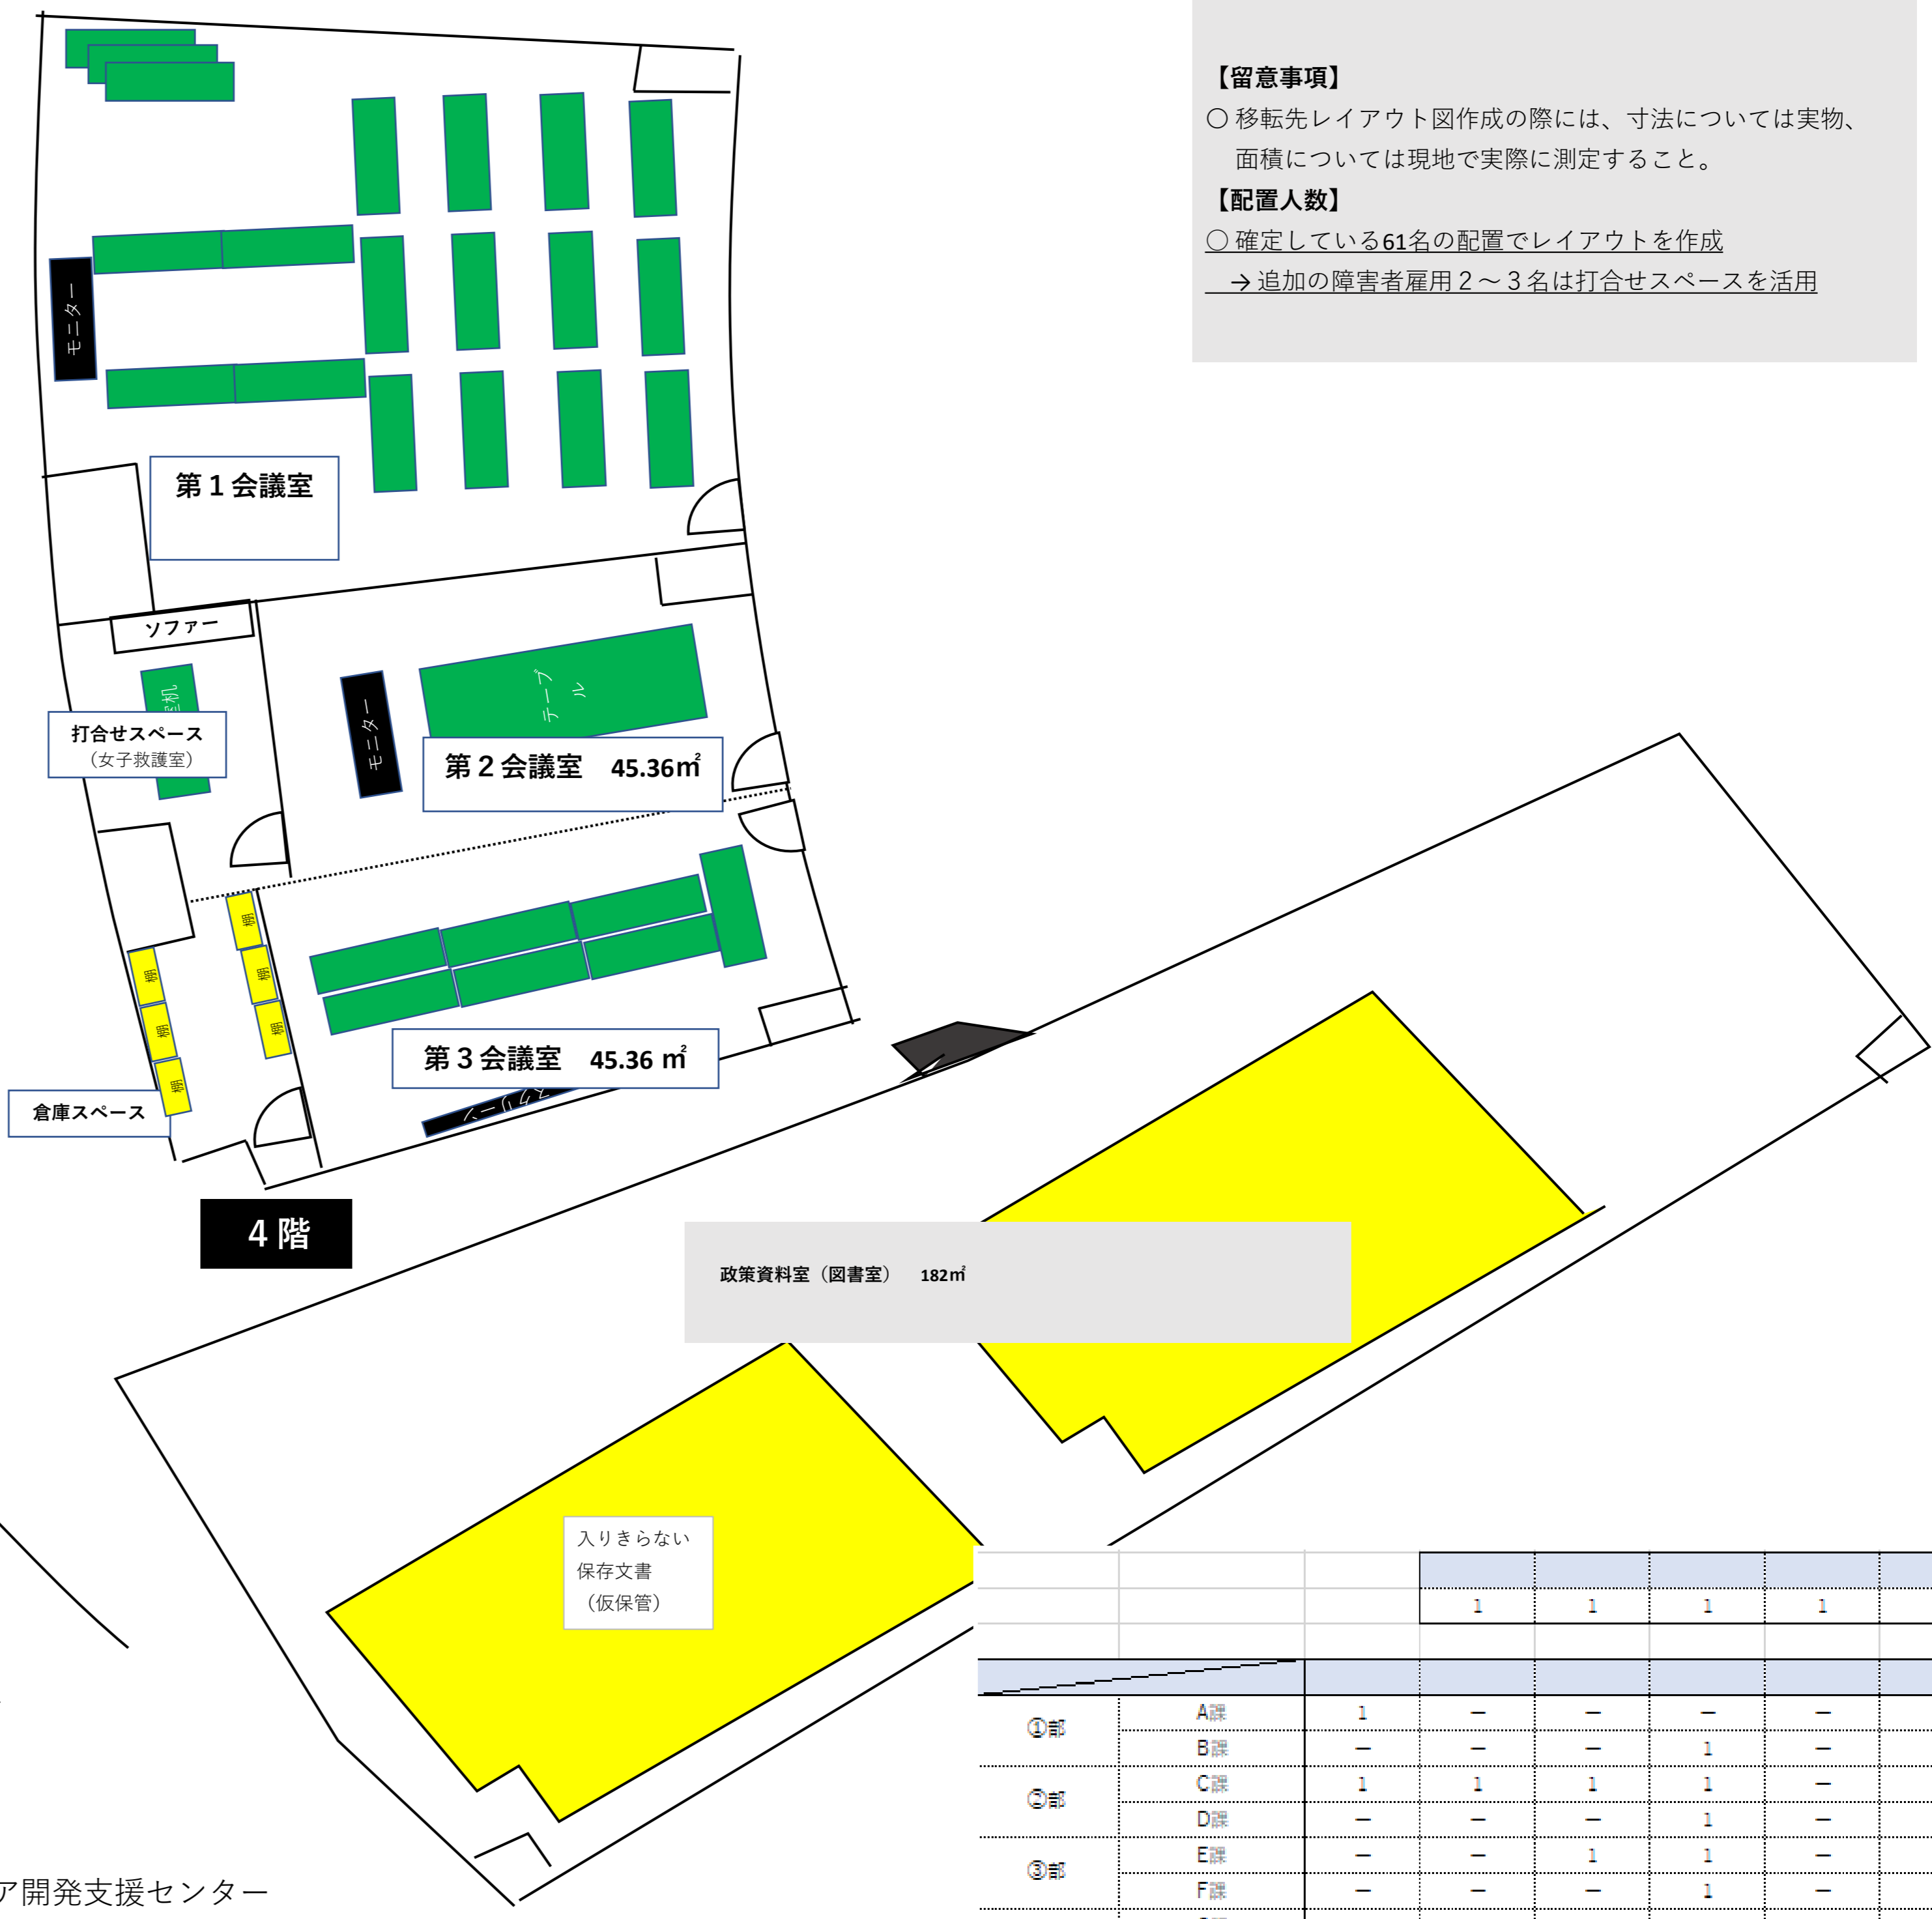 【留意事項】
〇 移転先レイアウト図作成の際には、寸法については実物、
面積については現地で実際に測定すること。
【配置人数】
〇 確定している61名の配置でレイアウトを作成
→ 追加の障害者雇用２～３名は打合せスペースを活用
モニター
第１会議室
ソファー
打合せスペース
（女子救護室）
モニター
テーブル
第２会議室 45.36㎡
棚
棚
棚
棚
棚
棚
第３会議室 45.36 ㎡
スクリーン
倉庫スペース
４階
政策資料室（図書室） 182㎡
入りきらない
保存文書
（仮保管）
1 1 1 1
①部 A課 1 － － － －
B課 － － － 1 －
②部 C課 1 1 1 1 －
D課 － － － 1 －
③部 E課 － － 1 1 －
F課 － － － 1 －
ア開発支援センター